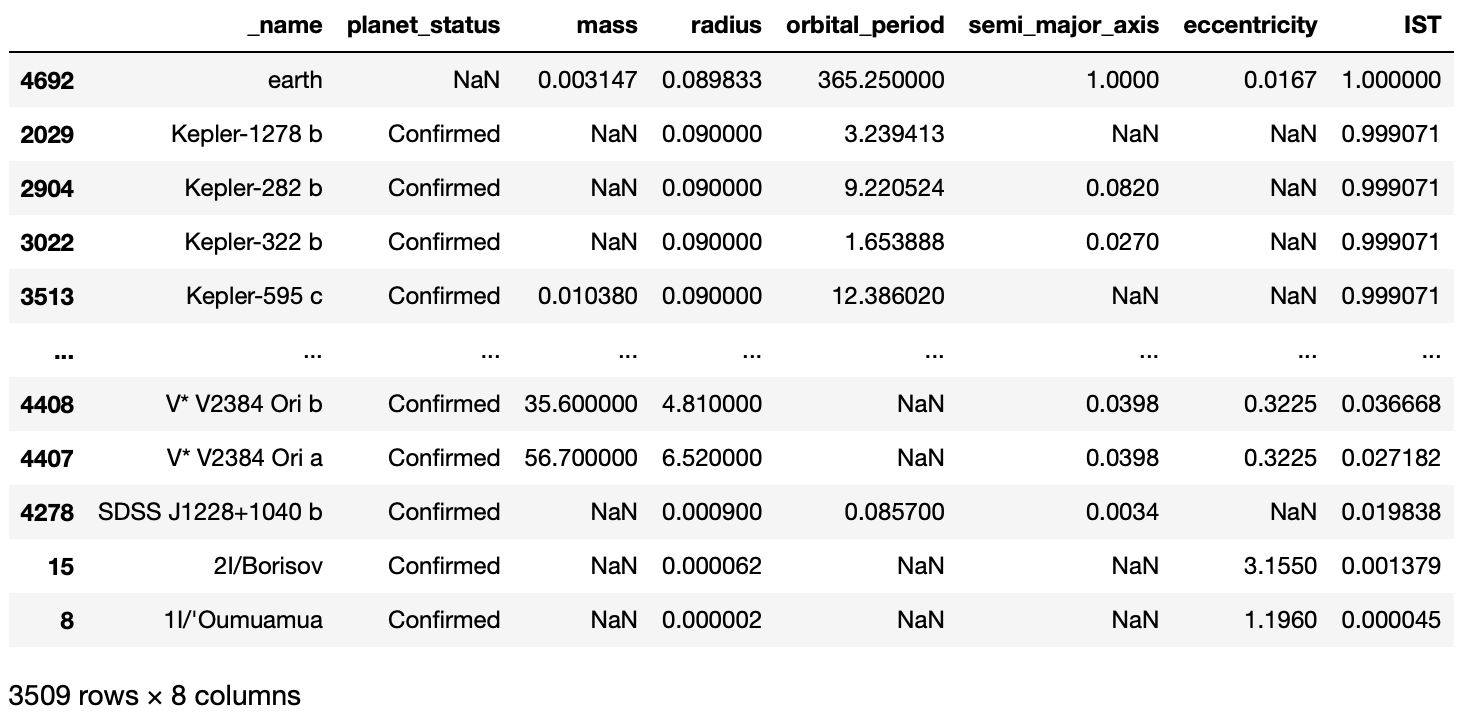 _name planet_status mass radius orbital_period semi_major_axis eccentricity IST
4692 earth NaN 0.003147 0.089833 365.250000 1.0000 0.0167 1.000000
2029 Kepler-1278 b Confirmed NaN 0.090000 3.239413 NaN NaN 0.999071
2904 Kepler-282 b Confirmed NaN 0.090000 9.220524 0.0820 NaN 0.999071
3022 Kepler-322 b Confirmed NaN 0.090000 1.653888 0.0270 NaN 0.999071
3513 Kepler-595 c Confirmed 0.010380 0.090000 12.386020 NaN NaN 0.999071
... ... ... ... ... ... ... ... ...
4408 V* V2384 Ori b Confirmed 35.600000 4.810000 NaN 0.0398 0.3225 0.036668
4407 V* V2384 Ori a Confirmed 56.700000 6.520000 NaN 0.0398 0.3225 0.027182
4278 SDSS J1228+1040 b Confirmed NaN 0.000900 0.085700 0.0034 NaN 0.019838
15 2I/Borisov Confirmed NaN 0.000062 NaN NaN 3.1550 0.001379
8 1I/'Oumuamua Confirmed NaN 0.000002 NaN NaN 1.1960 0.000045
3509 rows × 8 columns